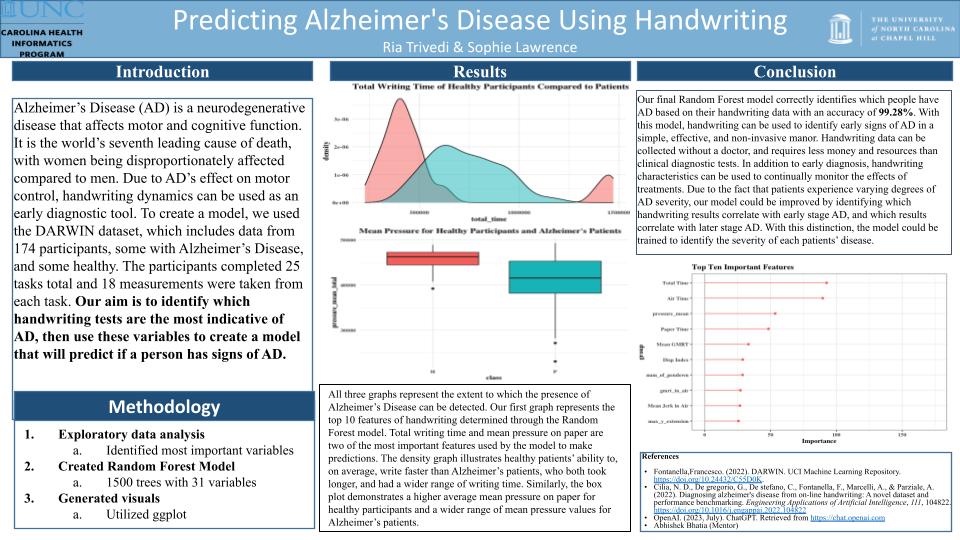 UNC
CAROLINA HEALTH
INFORMATICS
PROGRAM
Predicting Alzheimer's Disease Using Handwriting
Ria Trivedi & Sophie Lawrence
THE UNIVERSITY
of NORTH CAROLINA
at CHAPEL HILL
Introduction
Alzheimer's Disease (AD) is a neurodegenerative
disease that affects motor and cognitive function.
It is the world's seventh leading cause of death,
with women being disproportionately affected
compared to men. Due to AD's effect on motor
control, handwriting dynamics can be used as an
early diagnostic tool. To create a model, we used
the DARWIN dataset, which includes data from
174 participants, some with Alzheimer's Disease,
and some healthy. The participants completed 25
tasks total and 18 measurements were taken from
each task. Our aim is to identify which
handwriting tests are the most indicative of
AD, then use these variables to create a model
that will predict if a person has signs of AD.
Methodology
1. Exploratory data analysis
a. Identified most important variables
2. Created Random Forest Model
a. 1500 trees with 31 variables
3. Generated visuals
a. Utilized ggplot
Results
Total Writing Time of Healthy Participants Compared to Patients
density
3e-06
2e-06
1e-06
0e+00
500000
1000000
1500000
total_time
Mean Pressure for Healthy Participants and Alzheimer's Patients
pressure_mean_total
H
P
class
All three graphs represent the extent to which the presence of
Alzheimer's Disease can be detected. Our first graph represents the
top 10 features of handwriting determined through the Random
Forest model. Total writing time and mean pressure on paper are
two of the most important features used by the model to make
predictions. The density graph illustrates healthy patients' ability to,
on average, write faster than Alzheimer's patients, who both took
longer, and had a wider range of writing time. Similarly, the box
plot demonstrates a higher average mean pressure on paper for
healthy participants and a wider range of mean pressure values for
Alzheimer's patients.
Conclusion
Our final Random Forest model correctly identifies which people have
AD based on their handwriting data with an accuracy of 99.28%. With
this model, handwriting can be used to identify early signs of AD in a
simple, effective, and non-invasive manor. Handwriting data can be
collected without a doctor, and requires less money and resources than
clinical diagnostic tests. In addition to early diagnosis, handwriting
characteristics can be used to continually monitor the effects of
treatments. Due to the fact that patients experience varying degrees of
AD severity, our model could be improved by identifying which
handwriting results correlate with early stage AD, and which results
correlate with later stage AD. With this distinction, the model could be
trained to identify the severity of each patients' disease.
Top Ten Important Features
group
Total Time
Air Time
pressure_mean
Paper Time
Mean GMRT
Disp Index
num_of_pendown
gmrt_in_air
Mean Jerk in Air
max_y_extension
0
50
100
150
Importance
References
• Fontanella,Francesco. (2022). DARWIN. UCI Machine Learning Repository.
https://doi.org/10.24432/C55D0K.
• Cilia, N. D., De gregorio, G., De stefano, C., Fontanella, F., Marcelli, A., & Parziale, A.
(2022). Diagnosing alzheimer's disease from on-line handwriting: A novel dataset and
performance benchmarking. Engineering Applications of Artificial Intelligence, 111, 104822.
https://doi.org/10.1016/j.engappai.2022.104822
• OpenAI. (2023, July). ChatGPT. Retrieved from https://chat.openai.com
• Abhishek Bhatia (Mentor)